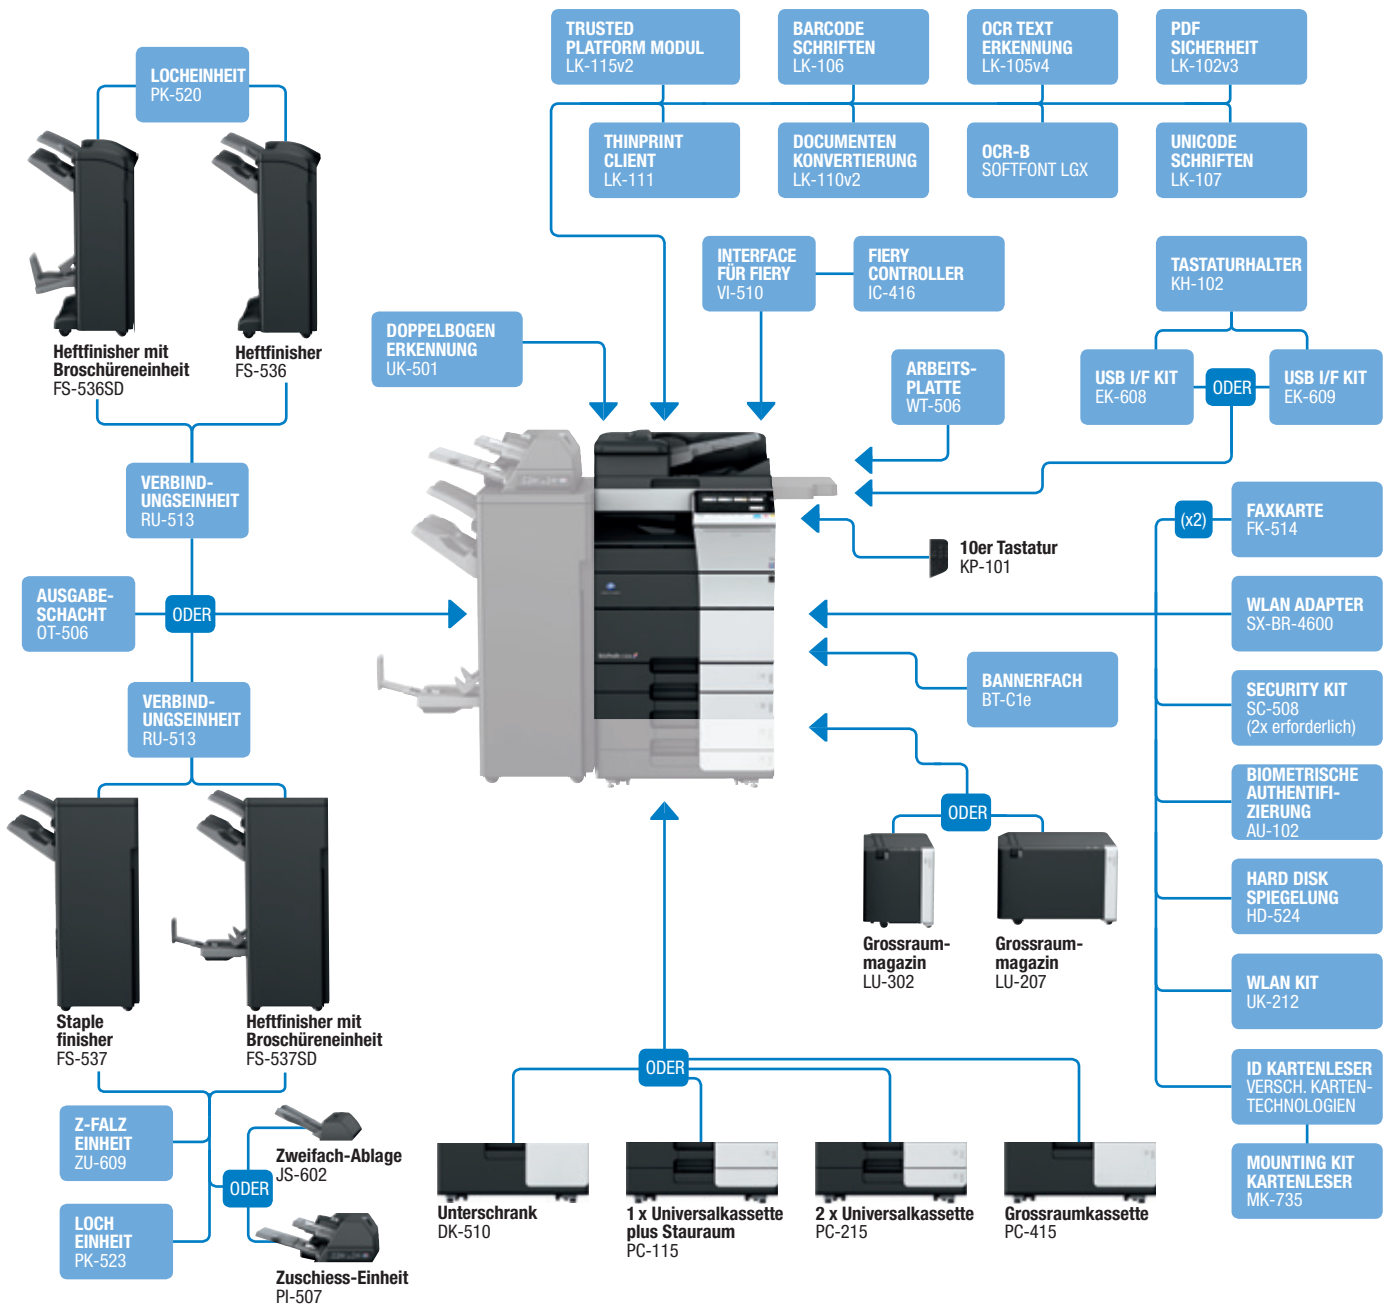 TRUSTED
PLATFORM MODUL
LK-115v2
BARCODE
SCHRIFTEN
LK-106
OCR TEXT
ERKENNUNG
LK-105v4
PDF
SICHERHEIT
LK-102v3
LOCHEINHEIT
PK-520
THINPRINT
CLIENT
LK-111
DOCUMENTEN
KONVERTIERUNG
LK-110v2
OCR-B
SOFTFONT LGX
UNICODE
SCHRIFTEN
LK-107
INTERFACE
FÜR FIERY
VI-510
FIERY
CONTROLLER
IC-416
TASTATURHALTER
KH-102
Heftfinisher mit
Broschüreneinheit
FS-536SD
Heftfinisher
FS-536
DOPPELBOGEN
ERKENNUNG
UK-501
ARBEITS-
PLATTE
WT-506
USB I/F KIT
EK-608
ODER
USB I/F KIT
EK-609
VERBIND-
UNGSEINHEIT
RU-513
(x2)
FAXKARTE
FK-514
10er Tastatur
KP-101
AUSGABE-
SCHACHT
OT-506
ODER
WLAN ADAPTER
SX-BR-4600
BANNERFACH
BT-C1e
SECURITY KIT
SC-508
(2x erforderlich)
VERBIND-
UNGSEINHEIT
RU-513
BIOMETRISCHE
AUTHENTIFI-
ZIERUNG
AU-102
ODER
HARD DISK
SPIEGELUNG
HD-524
Grossraum-
magazin
LU-302
Grossraum-
magazin
LU-207
WLAN KIT
UK-212
Staple
finisher
FS-537
Heftfinisher mit
Broschüreneinheit
FS-537SD
ODER
ID KARTENLESER
VERSCH. KARTEN-
TECHNOLOGIEN
Z-FALZ
EINHEIT
ZU-609
Zweifach-Ablage
JS-602
ODER
MOUNTING KIT
KARTENLESER
MK-735
LOCH
EINHEIT
PK-523
Unterschrank
DK-510
1 x Universalkassette
plus Stauraum
PC-115
2 x Universalkassette
PC-215
Grossraumkassette
PC-415
Zuschiess-Einheit
PI-507